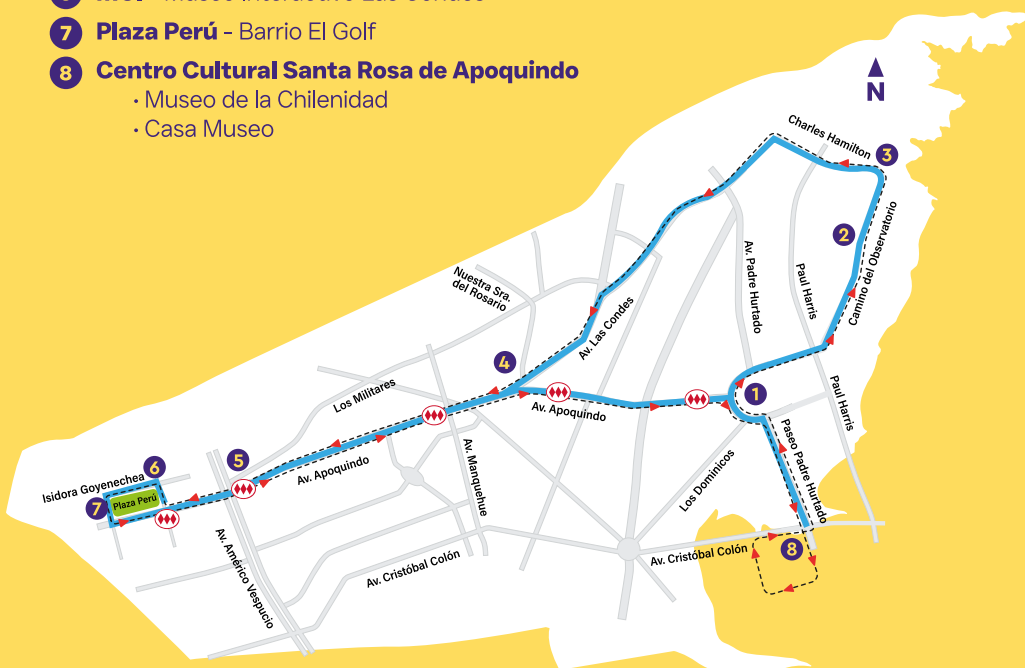 7 Plaza Perú - Barrio El Golf
8 Centro Cultural Santa Rosa de Apoquindo
• Museo de la Chilenidad
• Casa Museo
N
Charles Hamilton
3
2
Camino del Observatorio
Paul Harris
Av. Padre Hurtado
Nuestra Sra.
del Rosario
Av. Las Condes
4
Los Militares
Av. Apoquindo
1
Paul Harris
Paseo Padre Hurtado
Av. Manquehue
Los Dominicos
5
Av. Apoquindo
6
Isidora Goyenechea
7
Plaza Perú
Av. Américo Vespucio
Av. Cristóbal Colón
Av. Cristóbal Colón
8